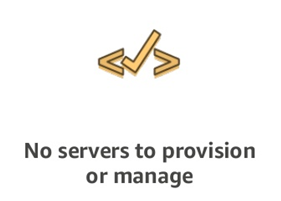 No servers to provision
or manage